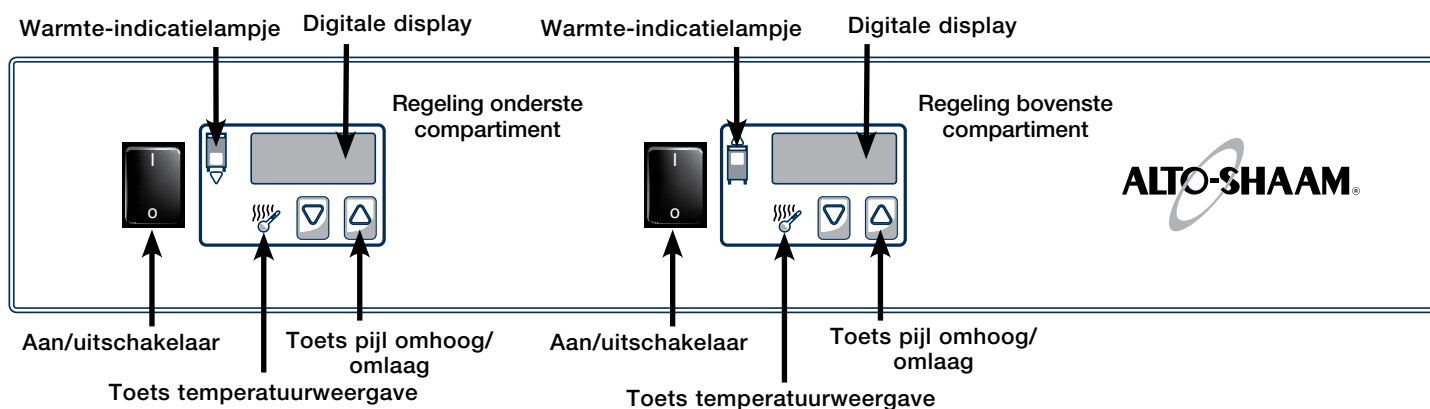 Warmte-indicatielampje
Digitale display
Warmte-indicatielampje
Digitale display
Regeling onderste
compartiment
Regeling bovenste
compartiment
I
O
I
O
ALTO-SHAAM®
Aan/uitschakelaar
Toets pijl omhoog/
omlaag
Toets temperatuurweergave
Aan/uitschakelaar
Toets pijl omhoog/
omlaag
Toets temperatuurweergave